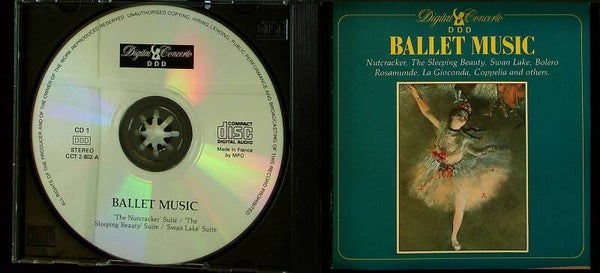 ALL RIGHTS OF THE PRODUCER AND OF THE OWNER OF THE WORK REPRODUCED RESERVED. UNAUTHORISED COPYING, HIRING, LENDING, PUBLIC PERFORMANCE AND BROADCASTING OF THIS RECORD PROHIBITED
Digital Concerto
DDD
CD 1
DDD
STEREO
CCT 2-802-A
COMPACT
disc
DIGITAL AUDIO
Made in France
by MPO
BALLET MUSIC
'The Nutcracker' Suite / 'The
Sleeping Beauty' Suite / 'Swan Lake' Suite
Digital Concerto
DDD
BALLET MUSIC
Nutcracker, The Sleeping Beauty, Swan Lake, Bolero
Rosamunde, La Gioconda, Coppelia and others.